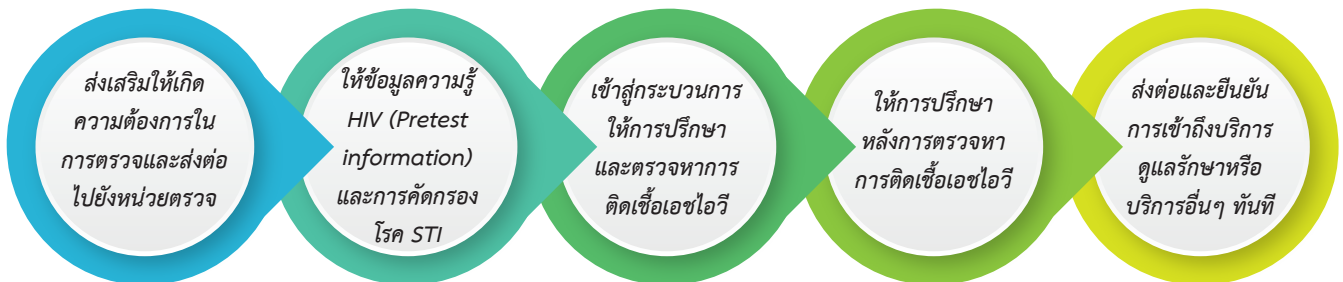 ส่งเสริมให้เกิด
ความต้องการใน
การตรวจและส่งต่อ
ไปยังหน่วยตรวจ
ให้ข้อมูลความรู้
HIV (Pretest
information)
และการคัดกรอง
โรค STI
เข้าสู่กระบวนการ
ให้การปรึกษา
และตรวจหาการ
ติดเชื้อเอชไอวี
ให้การปรึกษา
หลังการตรวจหา
การติดเชื้อเอชไอวี
ส่งต่อและยืนยัน
การเข้าถึงบริการ
ดูแลรักษาหรือ
บริการอื่นๆ ทันที